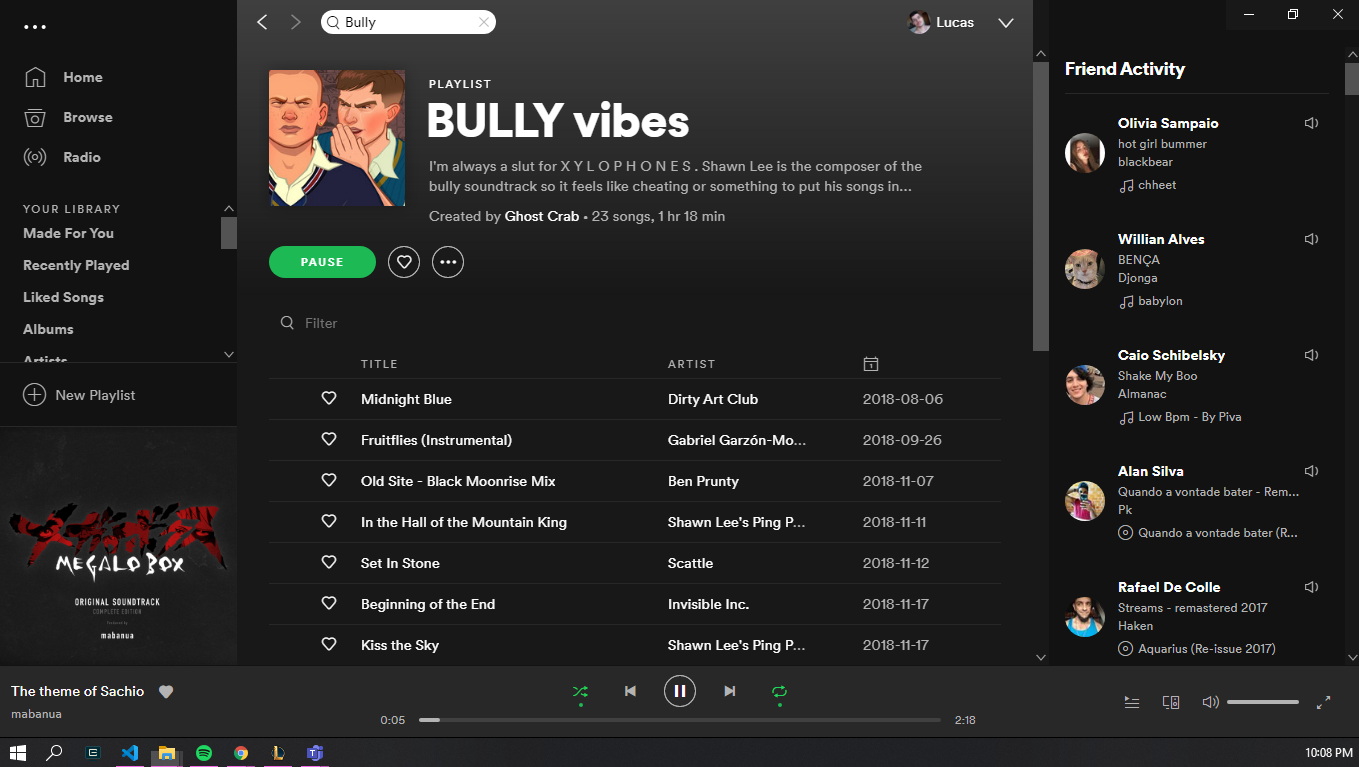 Bully
Lucas
Home
Browse
Radio
YOUR LIBRARY
Made For You
Recently Played
Liked Songs
Albums
Artists
New Playlist
MEGALOBOX
ORIGINAL SOUNDTRACK
COMPLETE EDITION
mabanua
PLAYLIST
BULLY vibes
I'm always a slut for X Y L O P H O N E S . Shawn Lee is the composer of the
bully soundtrack so it feels like cheating or something to put his songs in...
Created by Ghost Crab • 23 songs, 1 hr 18 min
PAUSE
Filter
TITLE ARTIST
Midnight Blue Dirty Art Club 2018-08-06
Fruitflies (Instrumental) Gabriel Garzón-Mo... 2018-09-26
Old Site - Black Moonrise Mix Ben Prunty 2018-11-07
In the Hall of the Mountain King Shawn Lee's Ping P... 2018-11-11
Set In Stone Scattle 2018-11-12
Beginning of the End Invisible Inc. 2018-11-17
Kiss the Sky Shawn Lee's Ping P... 2018-11-17
Friend Activity
Olivia Sampaio
hot girl bummer
blackbear
chheet
Willian Alves
BENÇA
Djonga
babylon
Caio Schibelsky
Shake My Boo
Almanac
Low Bpm - By Piva
Alan Silva
Quando a vontade bater - Rem...
Pk
Quando a vontade bater (R...
Rafael De Colle
Streams - remastered 2017
Haken
Aquarius (Re-issue 2017)
The theme of Sachio
mabanua
0:05
2:18
10:08 PM